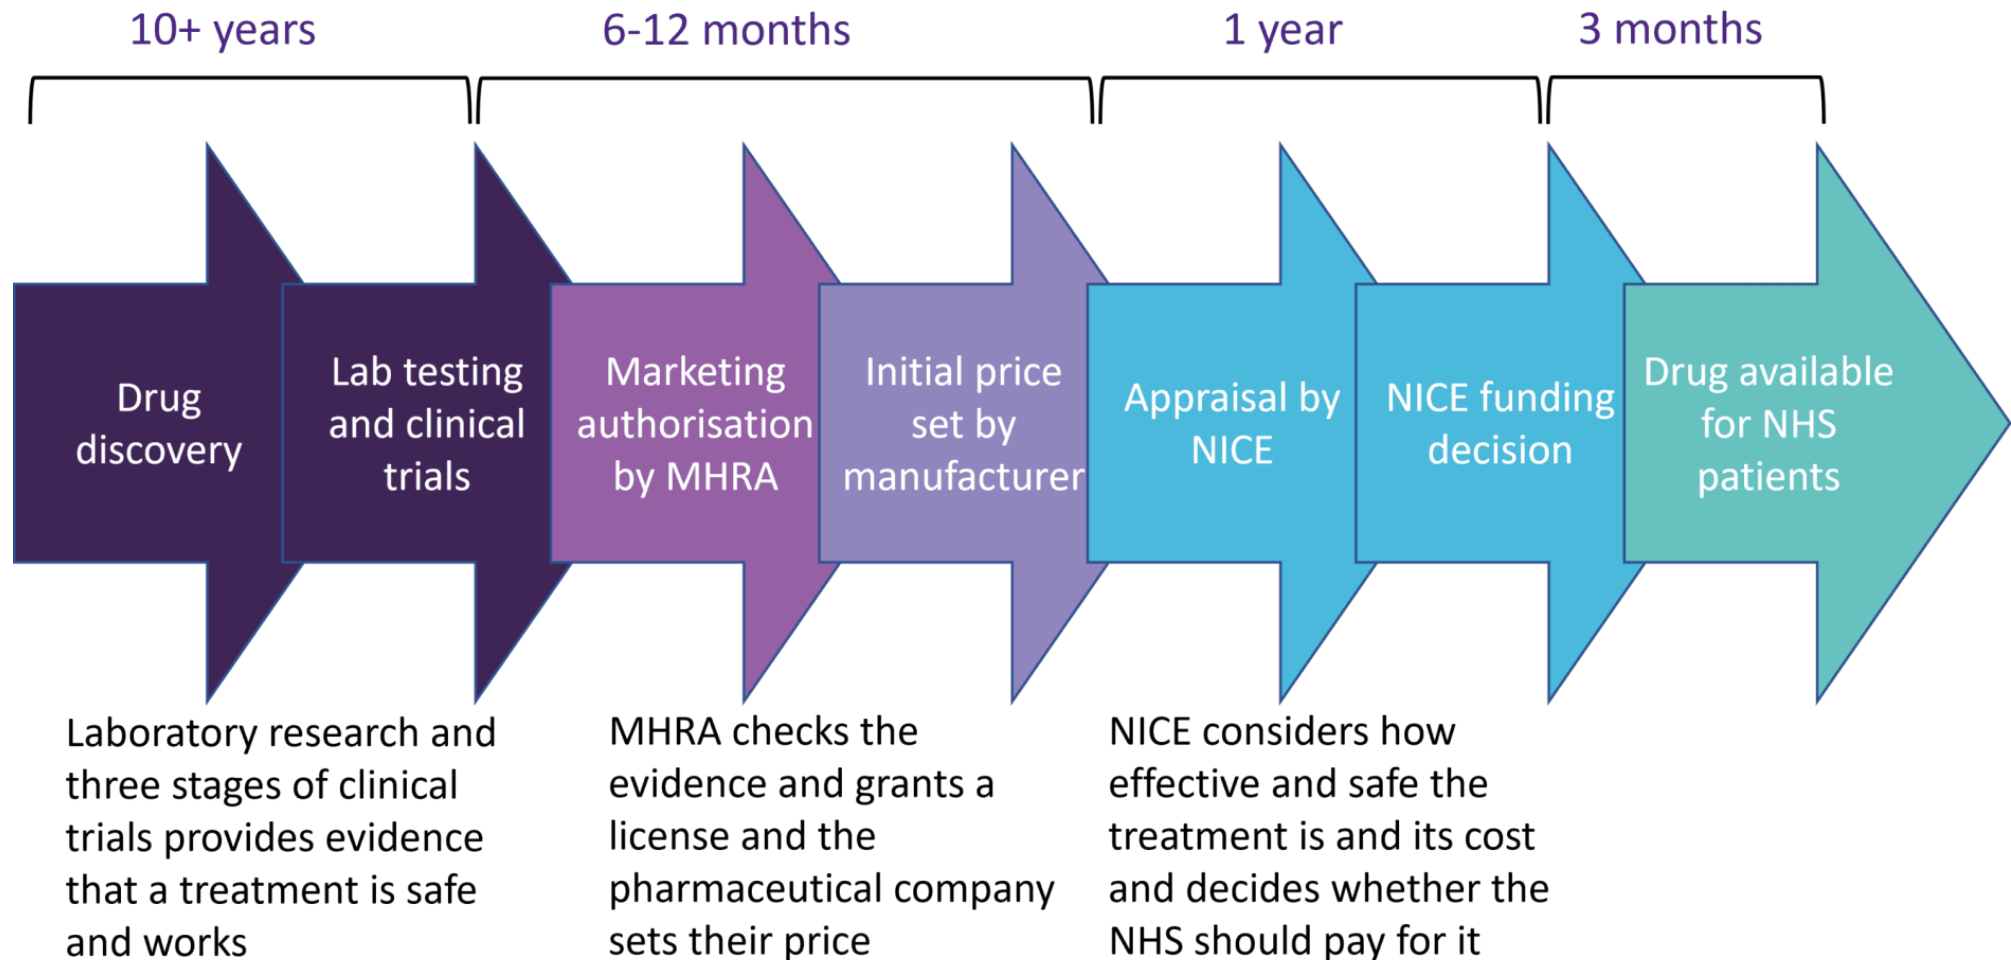 10+ years
6-12 months
1 year
3 months
Drug
discovery
Lab testing
and clinical
trials
Marketing
authorisation
by MHRA
Initial price
set by
manufacturer
Appraisal by
NICE
NICE funding
decision
Drug available
for NHS
patients
Laboratory research and
three stages of clinical
trials provides evidence
that a treatment is safe
and works
MHRA checks the
evidence and grants a
license and the
pharmaceutical company
sets their price
NICE considers how
effective and safe the
treatment is and its cost
and decides whether the
NHS should pay for it